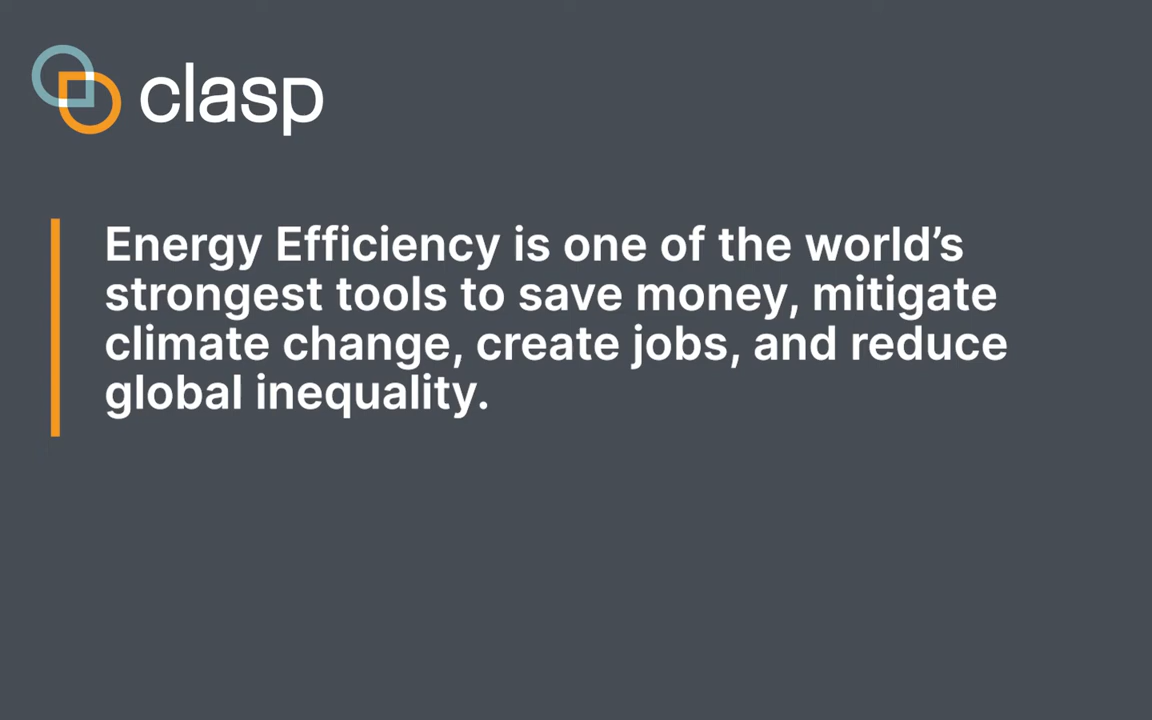 clasp
Energy Efficiency is one of the world’s
strongest tools to save money, mitigate
climate change, create jobs, and reduce
global inequality.